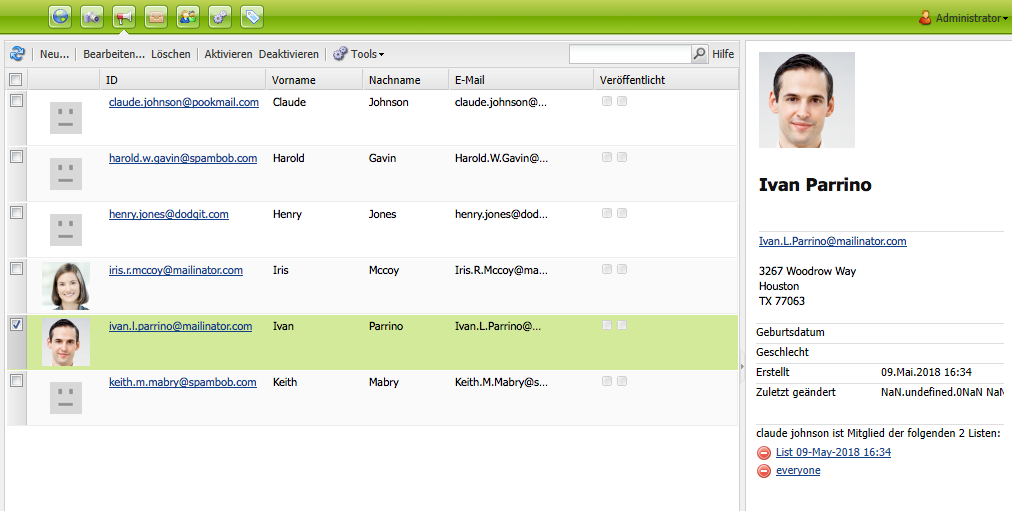 Administrator
Neu... Bearbeiten... Löschen Aktivieren Deaktivieren Tools Hilfe
ID Vorname Nachname E-Mail Veröffentlicht
claude.johnson@pookmail.com Claude Johnson claude.johnson@...
harold.w.gavin@spambob.com Harold Gavin Harold.W.Gavin@...
henry.jones@dodgit.com Henry Jones henry.jones@dod...
iris.r.mccoy@mailinator.com Iris Mccoy Iris.R.Mccoy@ma...
ivan.l.parrino@mailinator.com Ivan Parrino Ivan.L.Parrino@...
keith.m.mabry@spambob.com Keith Mabry Keith.M.Mabry@s...
Ivan Parrino
Ivan.L.Parrino@mailinator.com
3267 Woodrow Way
Houston
TX 77063
Geburtsdatum
Geschlecht
Erstellt 09.Mai.2018 16:34
Zuletzt geändert NaN.undefined.0NaN NaN
claude johnson ist Mitglied der folgenden 2 Listen:
List 09-May-2018 16:34
everyone